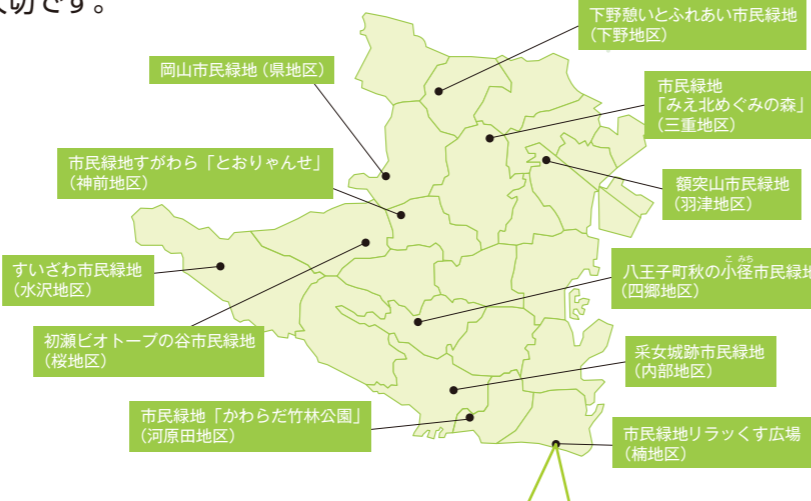 切です。
下野憩いとふれあい市民緑地
(下野地区)
岡山市民緑地(県地区)
市民緑地
「みえ北めぐみの森」
(三重地区)
市民緑地すがわら「とおりゃんせ」
(神前地区)
額突山市民緑地
(羽津地区)
すいざわ市民緑地
(水沢地区)
こ みち
八王子町秋の小径市民緑地
(四郷地区)
初瀬ビオトープの谷市民緑地
(桜地区)
采女城跡市民緑地
(内部地区)
市民緑地「かわらだ竹林公園」
(河原田地区)
市民緑地リラッくす広場
(楠地区)